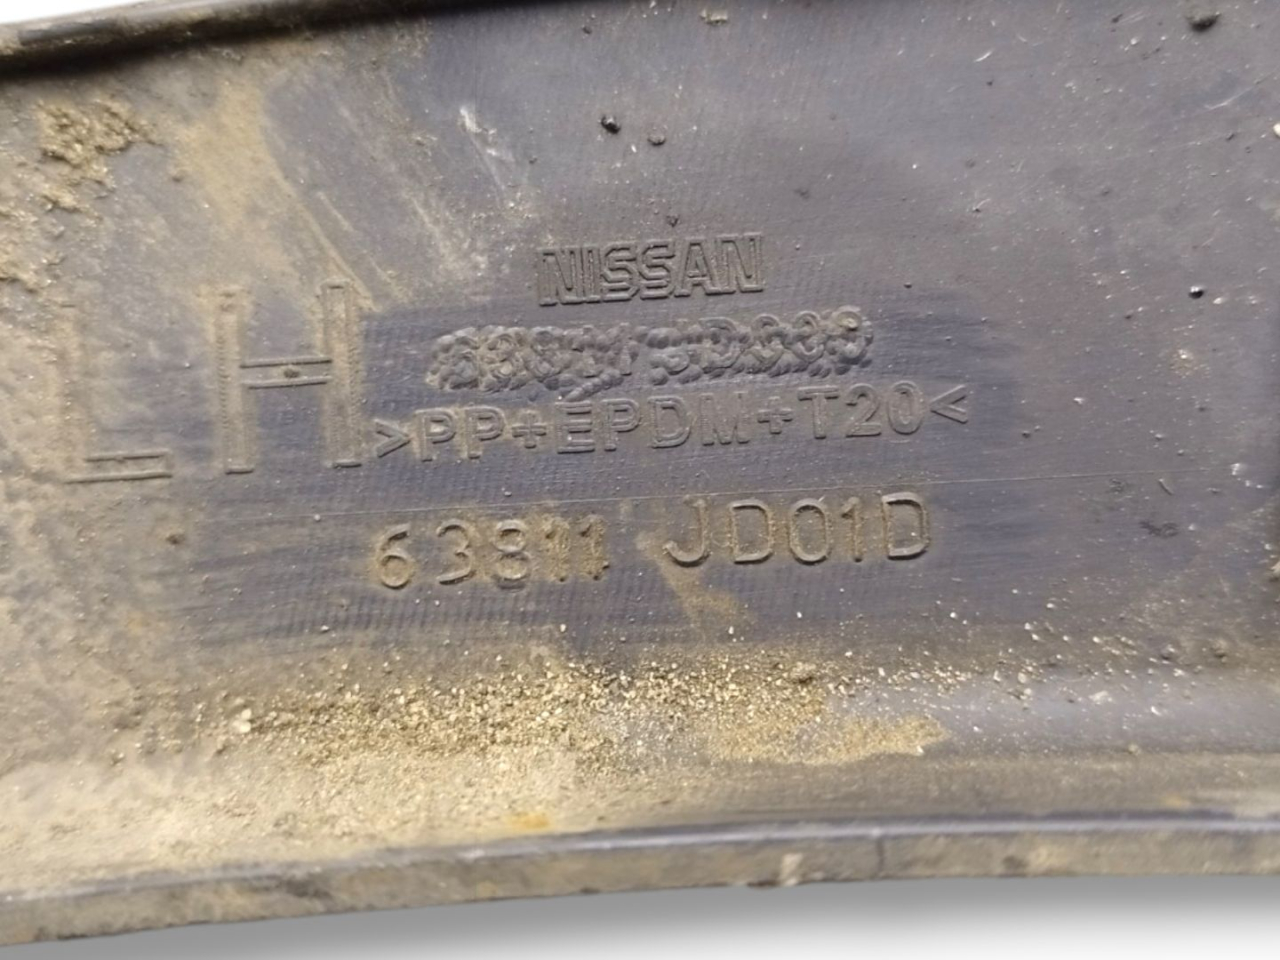 NISSAN
LH
>PP+EPDM+T20<
63811 JD01D